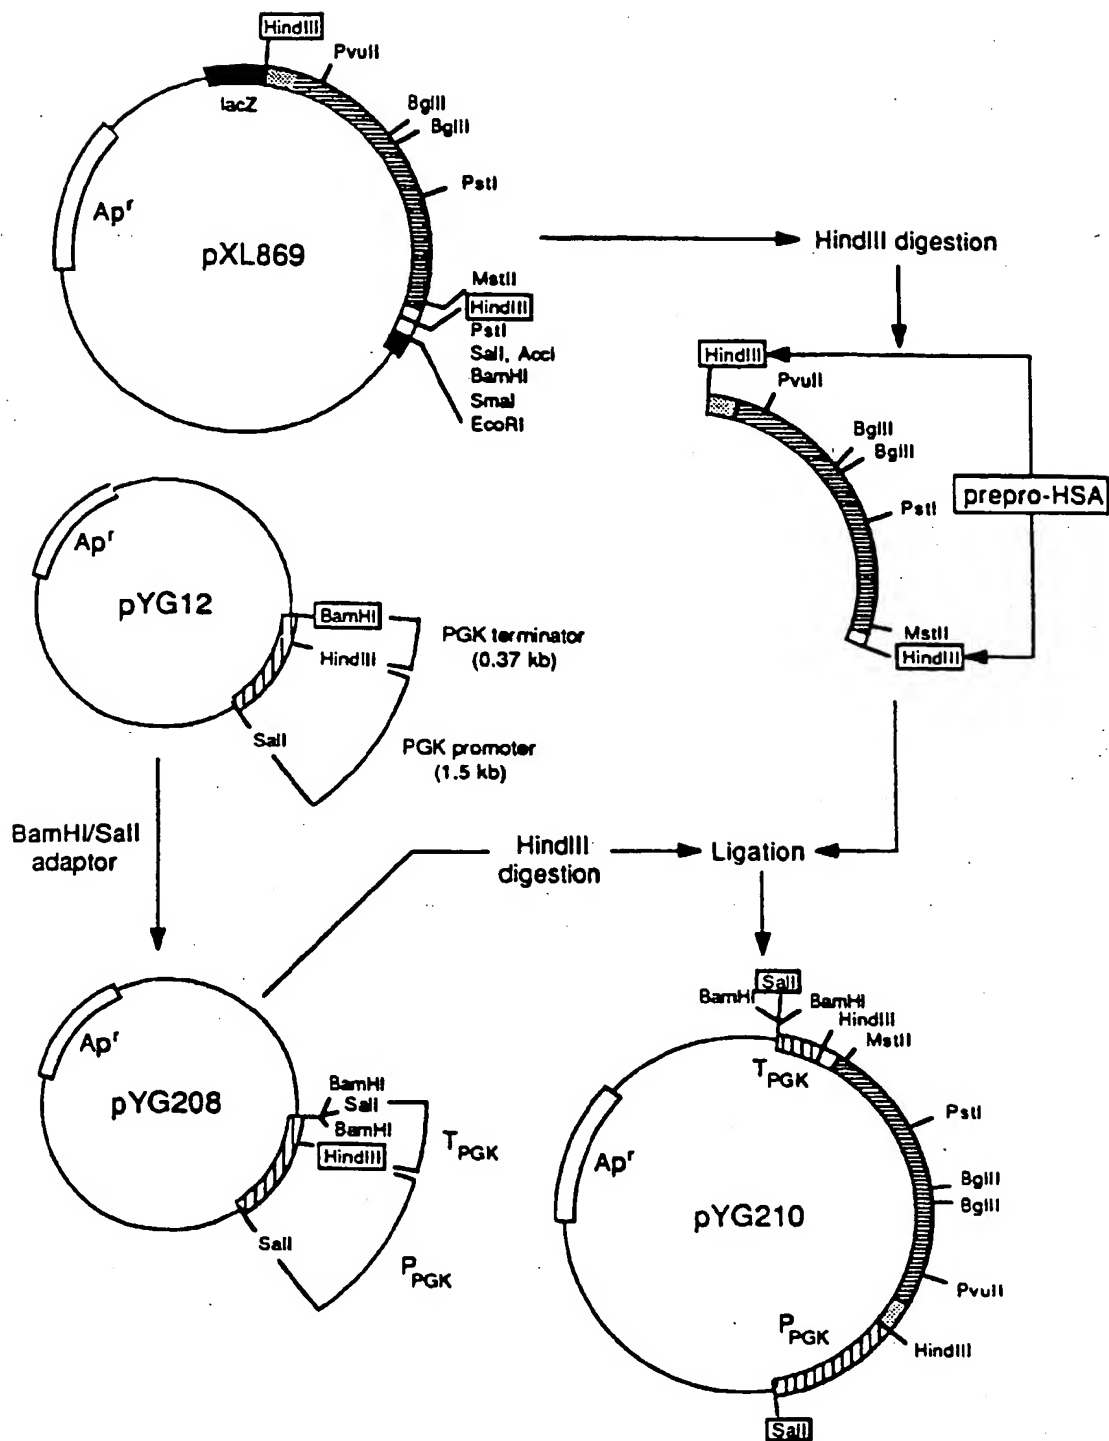 HindIII
PvuII
lacZ
BglII
BglII
PstI
Apr
pXL869
MstII
HindIII
PstI
SalI, AccI
BamHI
SmaI
EcoRI
HindIII digestion
HindIII
PvuII
BglII
BglII
PstI
prepro-HSA
MstII
HindIII
Apr
pYG12
BamHI
HindIII
SalI
PGK terminator
(0.37 kb)
PGK promoter
(1.5 kb)
BamHI/SalI
adaptor
HindIII
digestion
Ligation
Apr
pYG208
BamHI
SalI
BamHI
HindIII
SalI
TPGK
PPGK
SalI
BamHI
BamHI
HindIII
MstII
TPGK
PstI
Apr
BglII
BglII
pYG210
PvuII
PPGK
HindIII
SalI